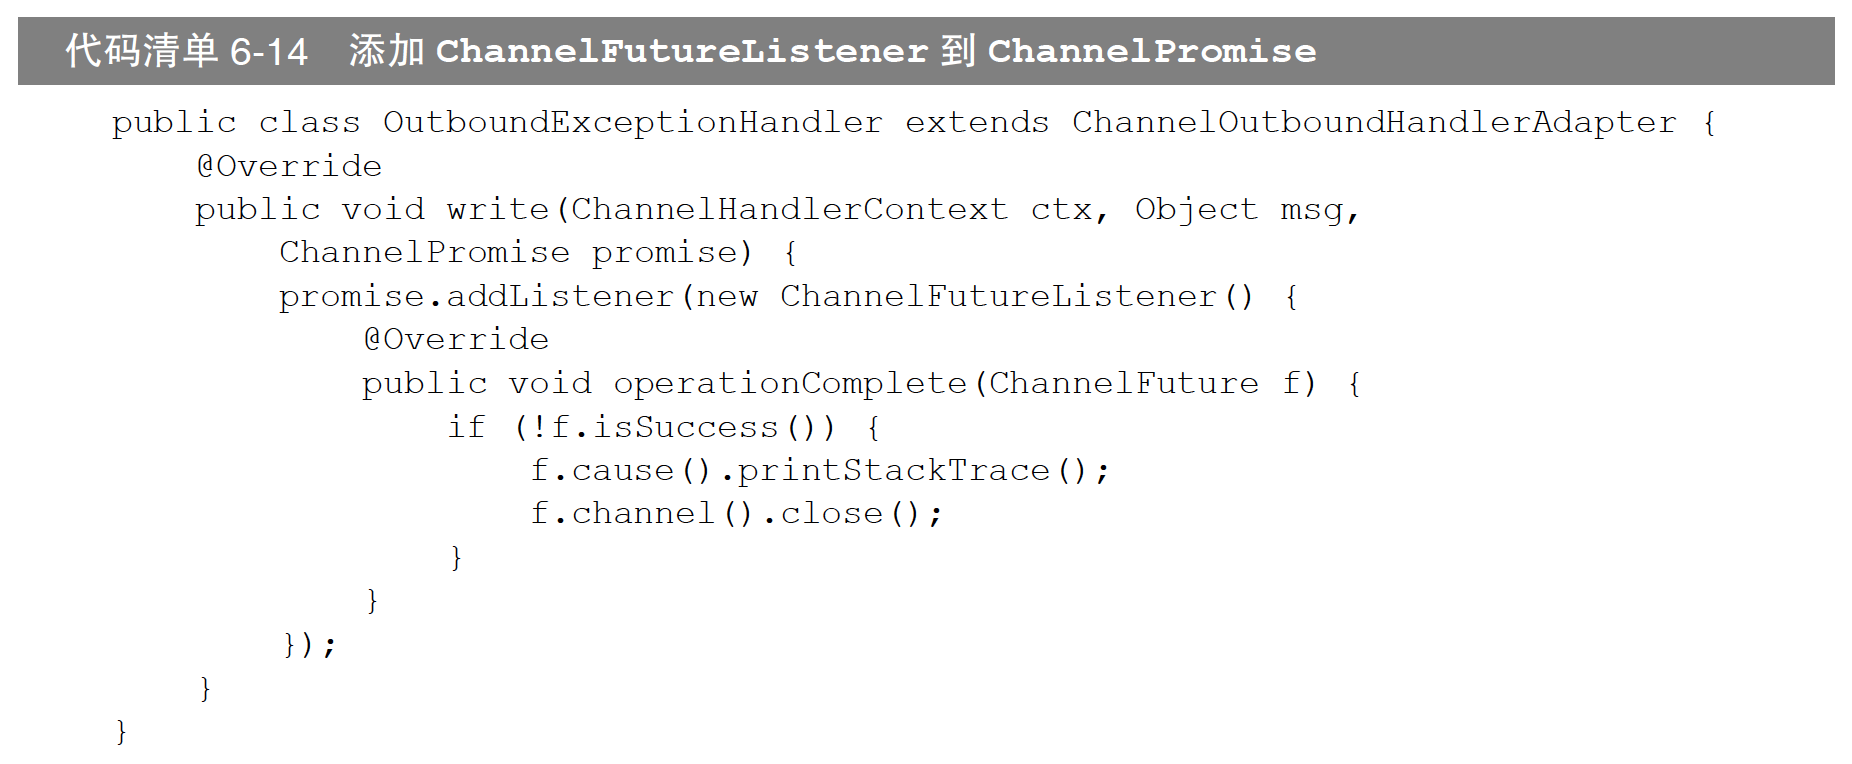 代码清单 6-14 添加 ChannelFutureListener 到 ChannelPromise
public class OutboundExceptionHandler extends ChannelOutboundHandlerAdapter {
    @Override
    public void write(ChannelHandlerContext ctx, Object msg,
        ChannelPromise promise) {
        promise.addListener(new ChannelFutureListener() {
            @Override
            public void operationComplete(ChannelFuture f) {
                if (!f.isSuccess()) {
                    f.cause().printStackTrace();
                    f.channel().close();
                }
            }
        });
    }
}